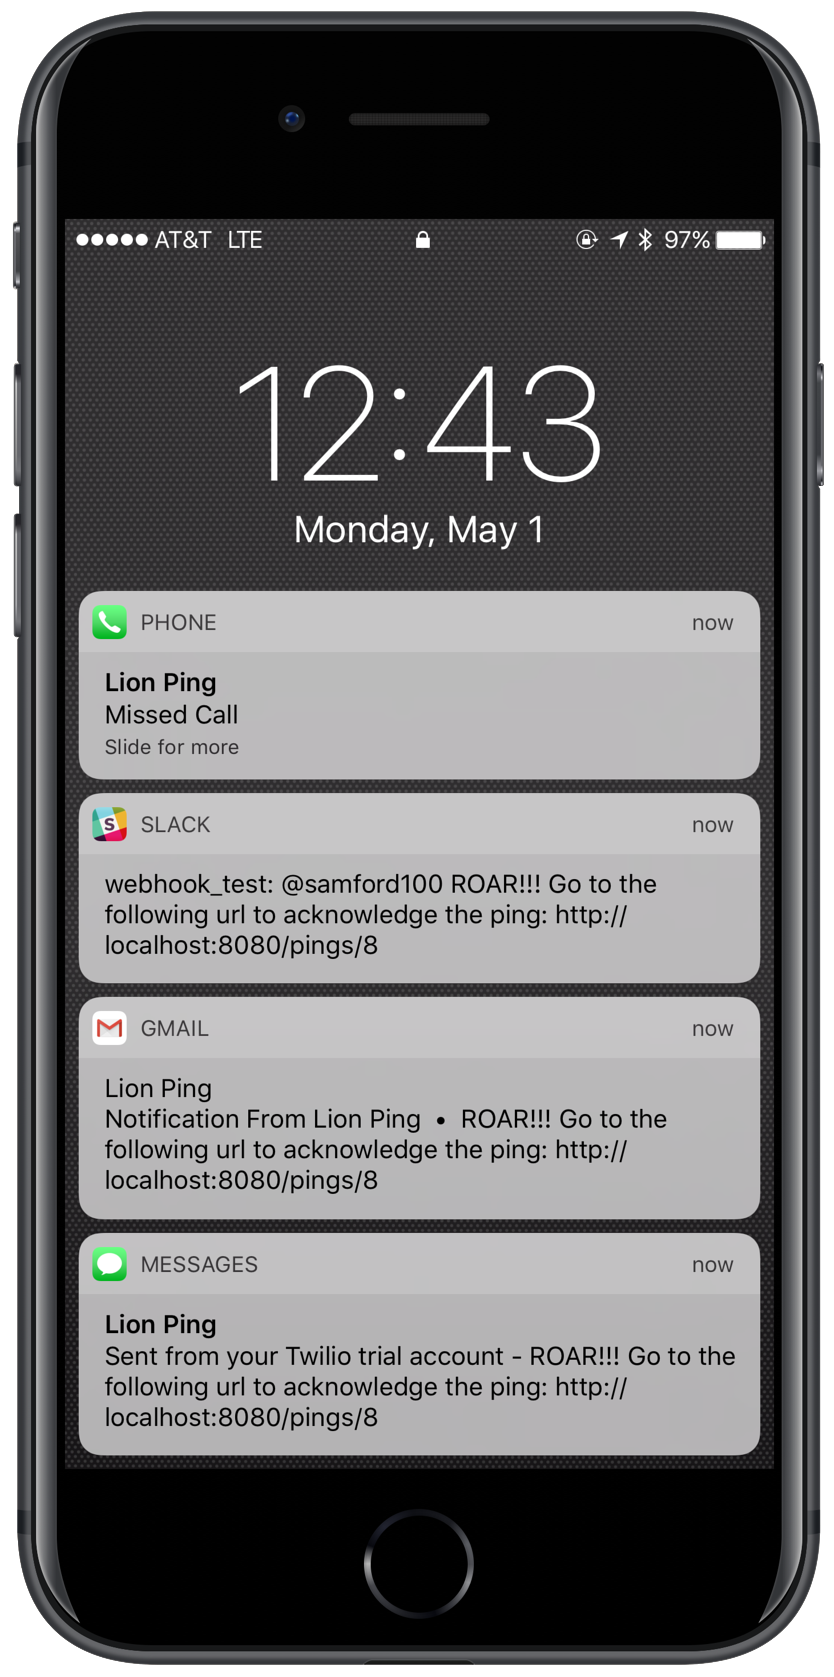 AT&T LTE 97%
12:43
Monday, May 1
PHONE now
Lion Ping
Missed Call
Slide for more
S SLACK now
webhook_test: @samford100 ROAR!!! Go to the
following url to acknowledge the ping: http://
localhost:8080/pings/8
GMAIL now
Lion Ping
Notification From Lion Ping • ROAR!!! Go to the
following url to acknowledge the ping: http://
localhost:8080/pings/8
MESSAGES now
Lion Ping
Sent from your Twilio trial account - ROAR!!! Go to the
following url to acknowledge the ping: http://
localhost:8080/pings/8